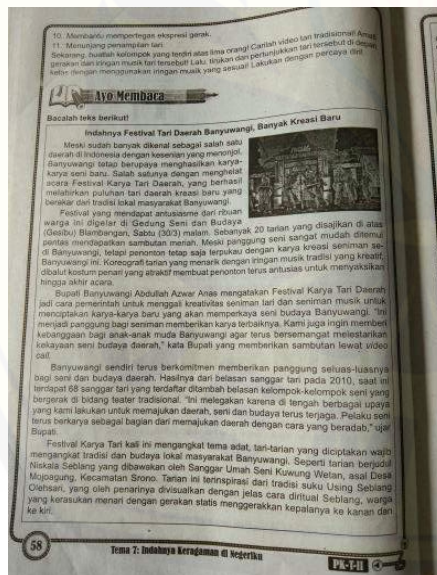 10. Membantu mempertegas ekspresi gerak.
11. Menunjang penampilan tari.
Sekarang, buatlah kelompok yang terdiri atas lima orang! Carilah video tari tradisional! Amati
gerakan dan iringan musik tari tersebut! Lalu, tirukan dan pertunjukkan tari tersebut di depan
kelas dengan menggunakan iringan musik yang sesuai! Lakukan dengan percaya diri!
Ayo Membaca
Bacalah teks berikut!
Indahnya Festival Tari Daerah Banyuwangi, Banyak Kreasi Baru
Meski sudah banyak dikenal sebagai salah satu
daerah di Indonesia dengan kesenian yang menonjol,
Banyuwangi tetap berupaya menghasilkan karya-
karya seni baru. Salah satunya dengan menghelat
acara Festival Karya Tari Daerah, yang berhasil
melahirkan puluhan tari daerah kreasi baru yang
berakar dari tradisi lokal masyarakat Banyuwangi.
Festival yang mendapat antusiasme dari ribuan
warga ini digelar di Gedung Seni dan Budaya
(Gesibu) Blambangan, Sabtu (30/3) malam. Sebanyak 20 tarian yang disajikan di atas
pentas mendapatkan sambutan meriah. Meski panggung seni sangat mudah ditemui
di Banyuwangi, tetapi penonton tetap saja terpukau dengan karya kreasi seniman se-
Banyuwangi ini. Koreografi tarian yang menarik dengan iringan musik tradisi yang kreatif,
dibalut kostum penari yang atraktif membuat penonton terus antusias untuk menyaksikan
hingga akhir acara.
Bupati Banyuwangi Abdullah Azwar Anas mengatakan Festival Karya Tari Daerah
jadi cara pemerintah untuk menggali kreativitas seniman tari dan seniman musik untuk
menciptakan karya-karya baru yang akan memperkaya seni budaya Banyuwangi. "Ini
menjadi panggung bagi seniman memberikan karya terbaiknya. Kami juga ingin memberi
kebanggaan bagi anak-anak muda Banyuwangi agar terus bersemangat melestarikan
kekayaan seni budaya daerah," kata Bupati yang memberikan sambutan lewat video
call.
Banyuwangi sendiri terus berkomitmen memberikan panggung seluas-luasnya
bagi seni dan budaya daerah. Hasilnya dari belasan sanggar tari pada 2010, saat ini
terdapat 68 sanggar tari yang terdaftar ditambah belasan kelompok-kelompok seni yang
bergerak di bidang teater tradisional. "Ini melegakan karena di tengah berbagai upaya
yang kami lakukan untuk memajukan daerah, seni dan budaya terus terjaga. Pelaku seni
terus berkarya sebagai bagian dari memajukan daerah dengan cara yang beradab," ujar
Bupati.
Festival Karya Tari kali ini mengangkat tema adat, tari-tarian yang diciptakan wajib
mengangkat tradisi dan budaya lokal masyarakat Banyuwangi. Seperti tarian berjudul
Niskala Seblang yang dibawakan oleh Sanggar Umah Seni Kuwung Wetan, asal Desa
Mojoagung, Kecamatan Srono. Tarian ini terinspirasi dari tradisi suku Using Seblang
Olehsari, yang oleh penarinya divisualkan dengan jelas cara diritual Seblang, warga
yang kerasukan menari dengan gerakan statis menggerakkan kepalanya ke kanan dan
ke kiri.
58
Tema 7: Indahnya Keragaman di Negeriku
PK-T-II